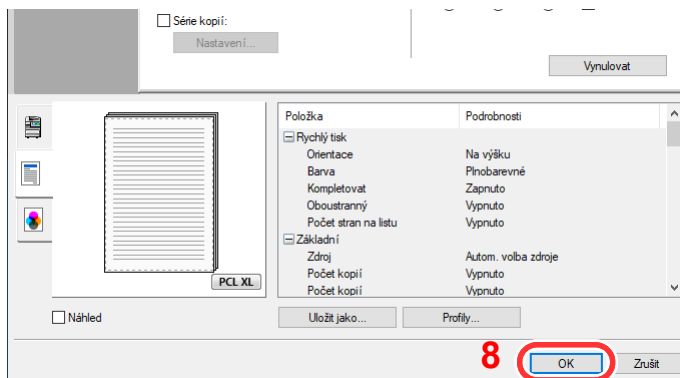 Série kopií:
Nastavení...
Vynulovat
Položka Podrobnosti
Rychlý tisk
Orientace Na výšku
Barva Plnobarevné
Kompletovat Zapnuto
Oboustranný Vypnuto
Počet stran na listu Vypnuto
Základní
Zdroj Autom. volba zdroje
Počet kopií Vypnuto
Počet kopií Vypnuto
PCL XL
Náhled Uložit jako... Profily...
8 OK Zrušit